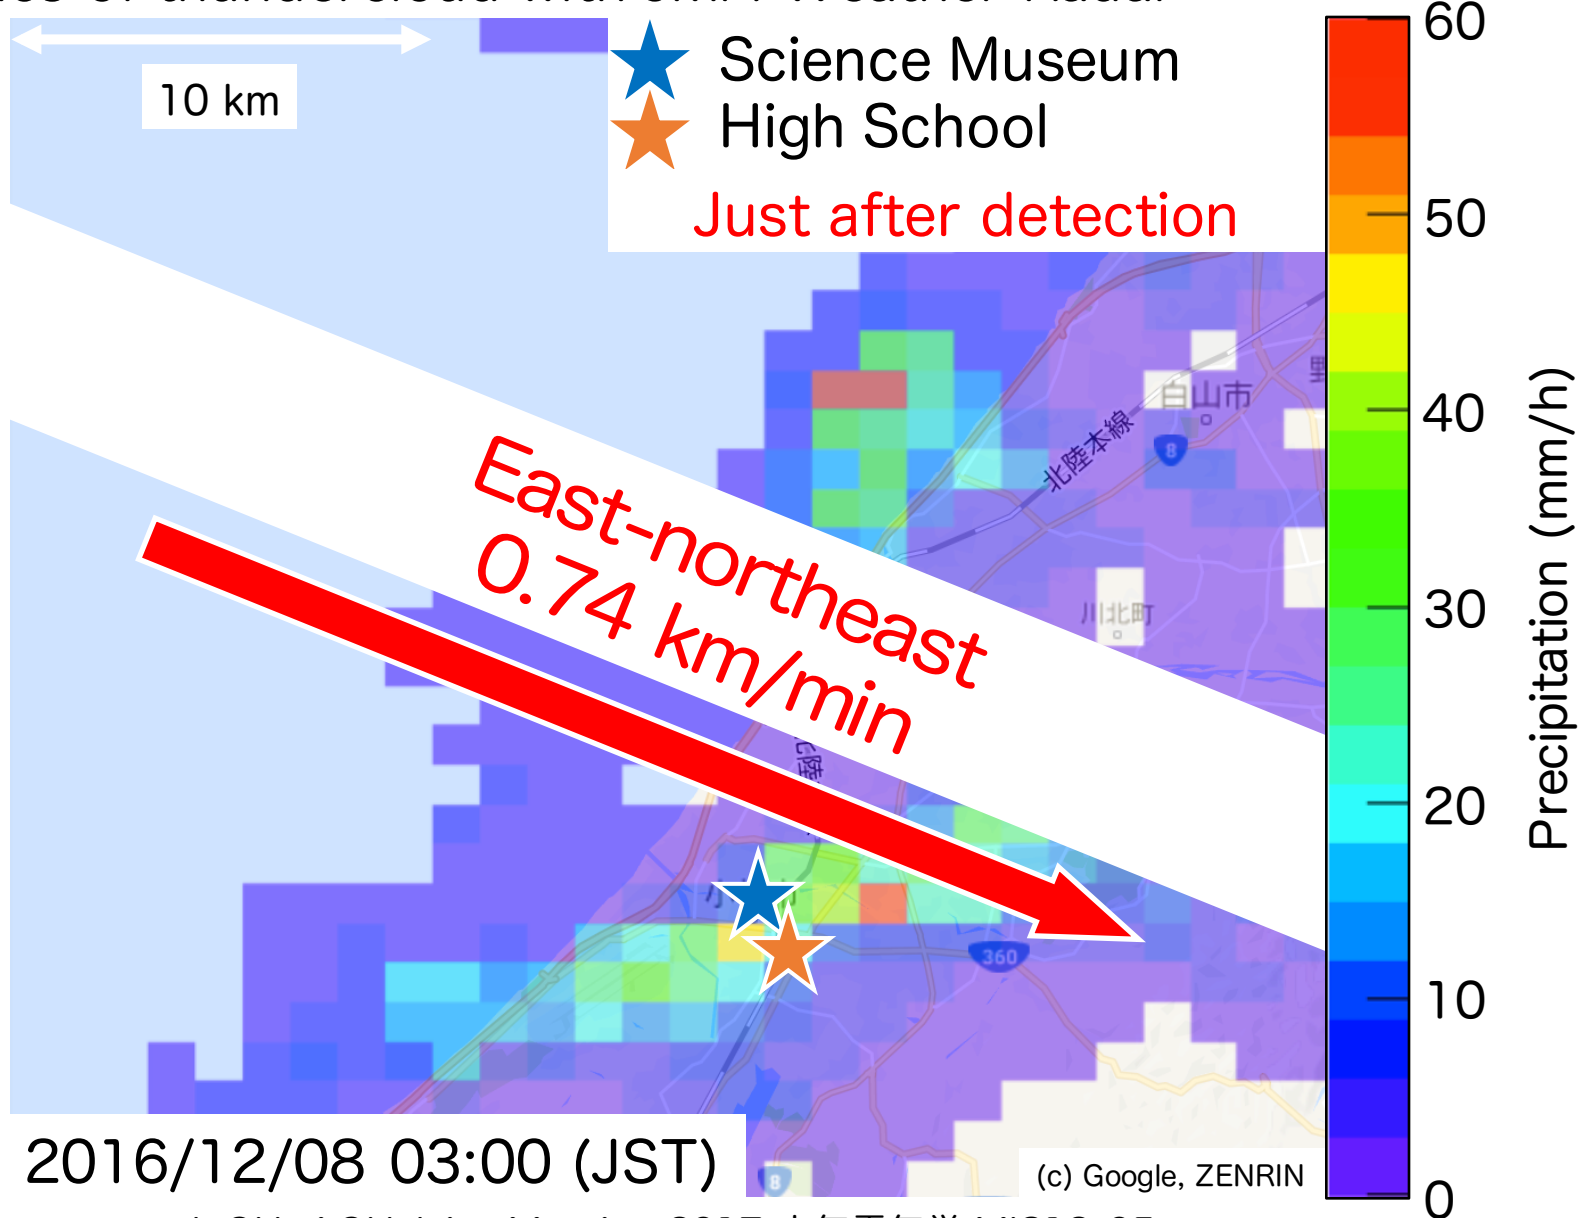 Science Museum
High School
Just after detection
10 km
60
50
40
30
20
10
0
Precipitation (mm/h)
白山市
北陸本線
8
川北町
East-northeast
0.74 km/min
360
8
2016/12/08 03:00 (JST)
(c) Google, ZENRIN